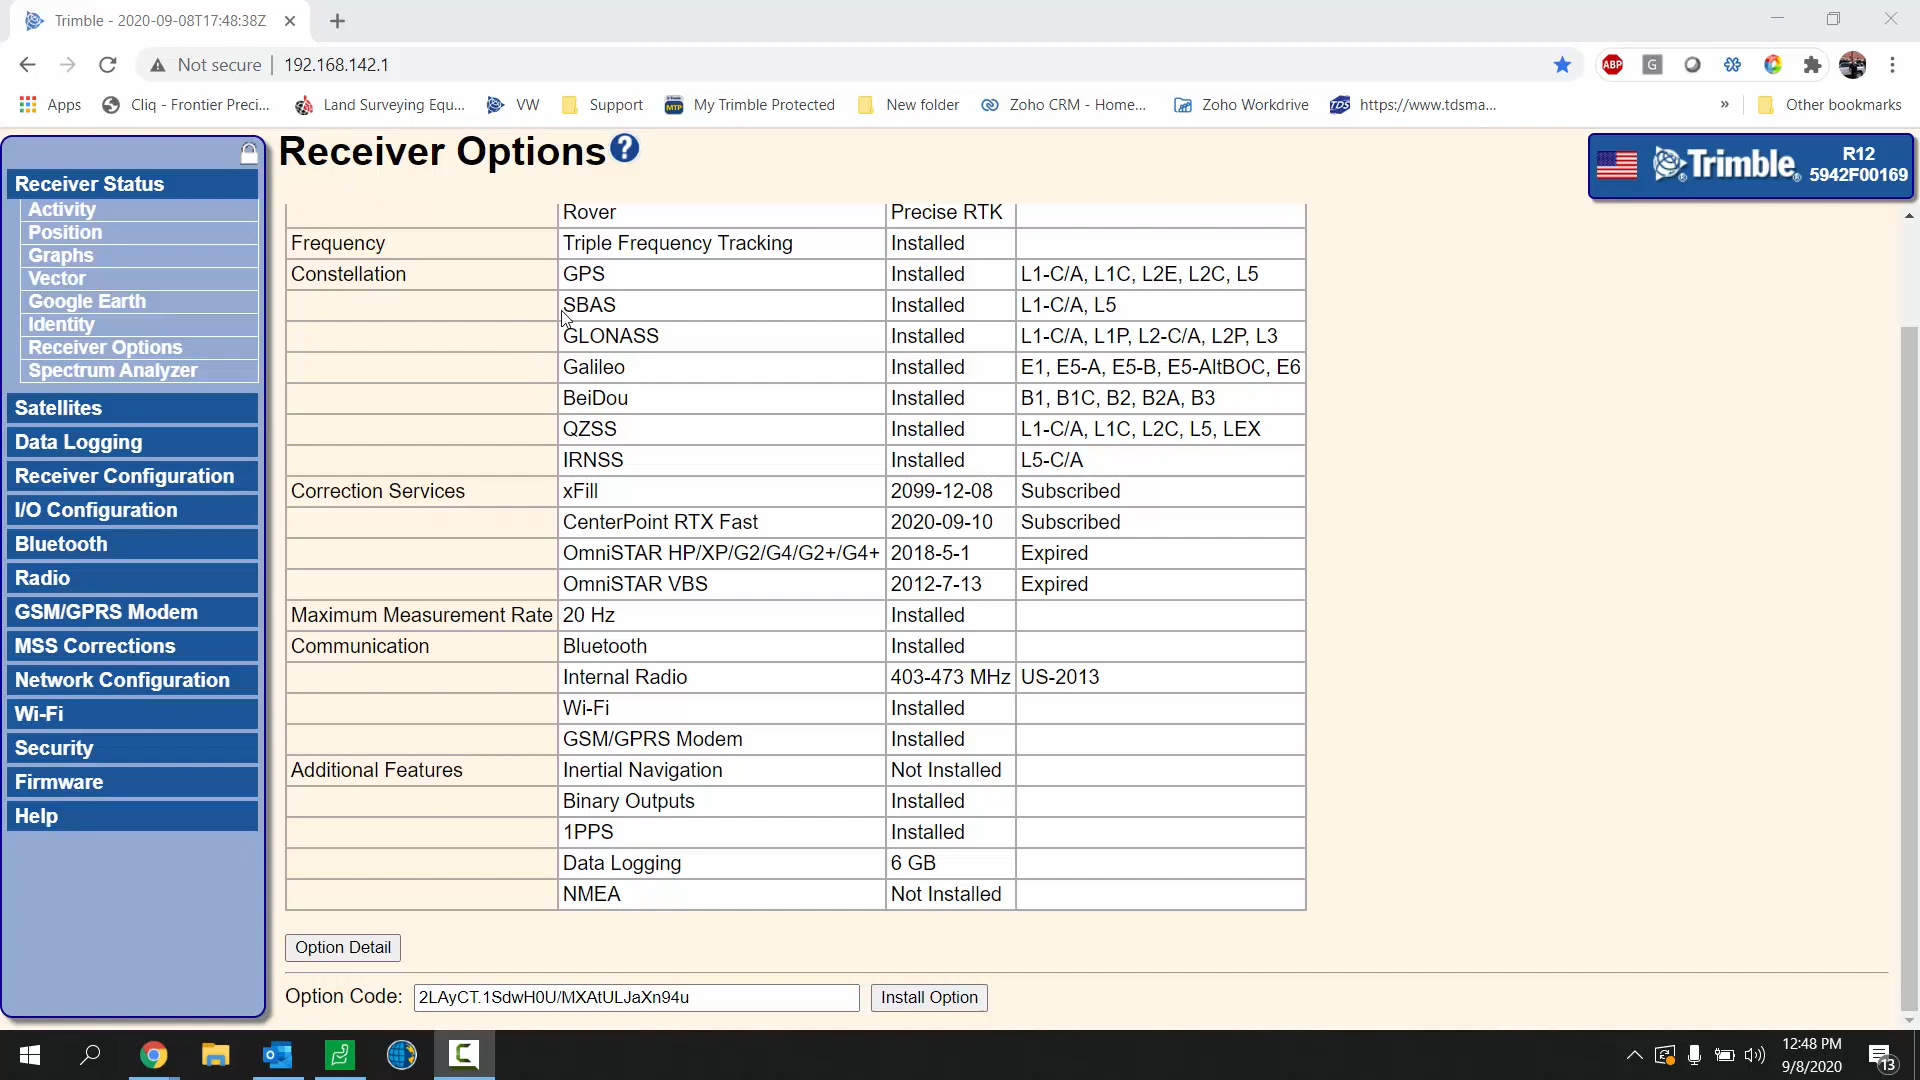 Trimble - 2020-09-08T17:48:38Z
Not secure 192.168.142.1
ABP G
Apps Cliq - Frontier Preci... Land Surveying Equ... VW Support My Trimble Protected New folder Zoho CRM - Home... Zoho Workdrive https://www.tdsma... » Other bookmarks
Receiver Status
Activity
Position
Graphs
Vector
Google Earth
Identity
Receiver Options
Spectrum Analyzer
Satellites
Data Logging
Receiver Configuration
I/O Configuration
Bluetooth
Radio
GSM/GPRS Modem
MSS Corrections
Network Configuration
Wi-Fi
Security
Firmware
Help
Receiver Options ?
Trimble R12
5942F00169
Rover Precise RTK
Frequency Triple Frequency Tracking Installed
Constellation GPS Installed L1-C/A, L1C, L2E, L2C, L5
SBAS Installed L1-C/A, L5
GLONASS Installed L1-C/A, L1P, L2-C/A, L2P, L3
Galileo Installed E1, E5-A, E5-B, E5-AltBOC, E6
BeiDou Installed B1, B1C, B2, B2A, B3
QZSS Installed L1-C/A, L1C, L2C, L5, LEX
IRNSS Installed L5-C/A
Correction Services xFill 2099-12-08 Subscribed
CenterPoint RTX Fast 2020-09-10 Subscribed
OmniSTAR HP/XP/G2/G4/G2+/G4+ 2018-5-1 Expired
OmniSTAR VBS 2012-7-13 Expired
Maximum Measurement Rate 20 Hz Installed
Communication Bluetooth Installed
Internal Radio 403-473 MHz US-2013
Wi-Fi Installed
GSM/GPRS Modem Installed
Additional Features Inertial Navigation Not Installed
Binary Outputs Installed
1PPS Installed
Data Logging 6 GB
NMEA Not Installed
Option Detail
Option Code: 2LAyCT.1SdwH0U/MXAtULJaXn94u Install Option
12:48 PM
9/8/2020
13